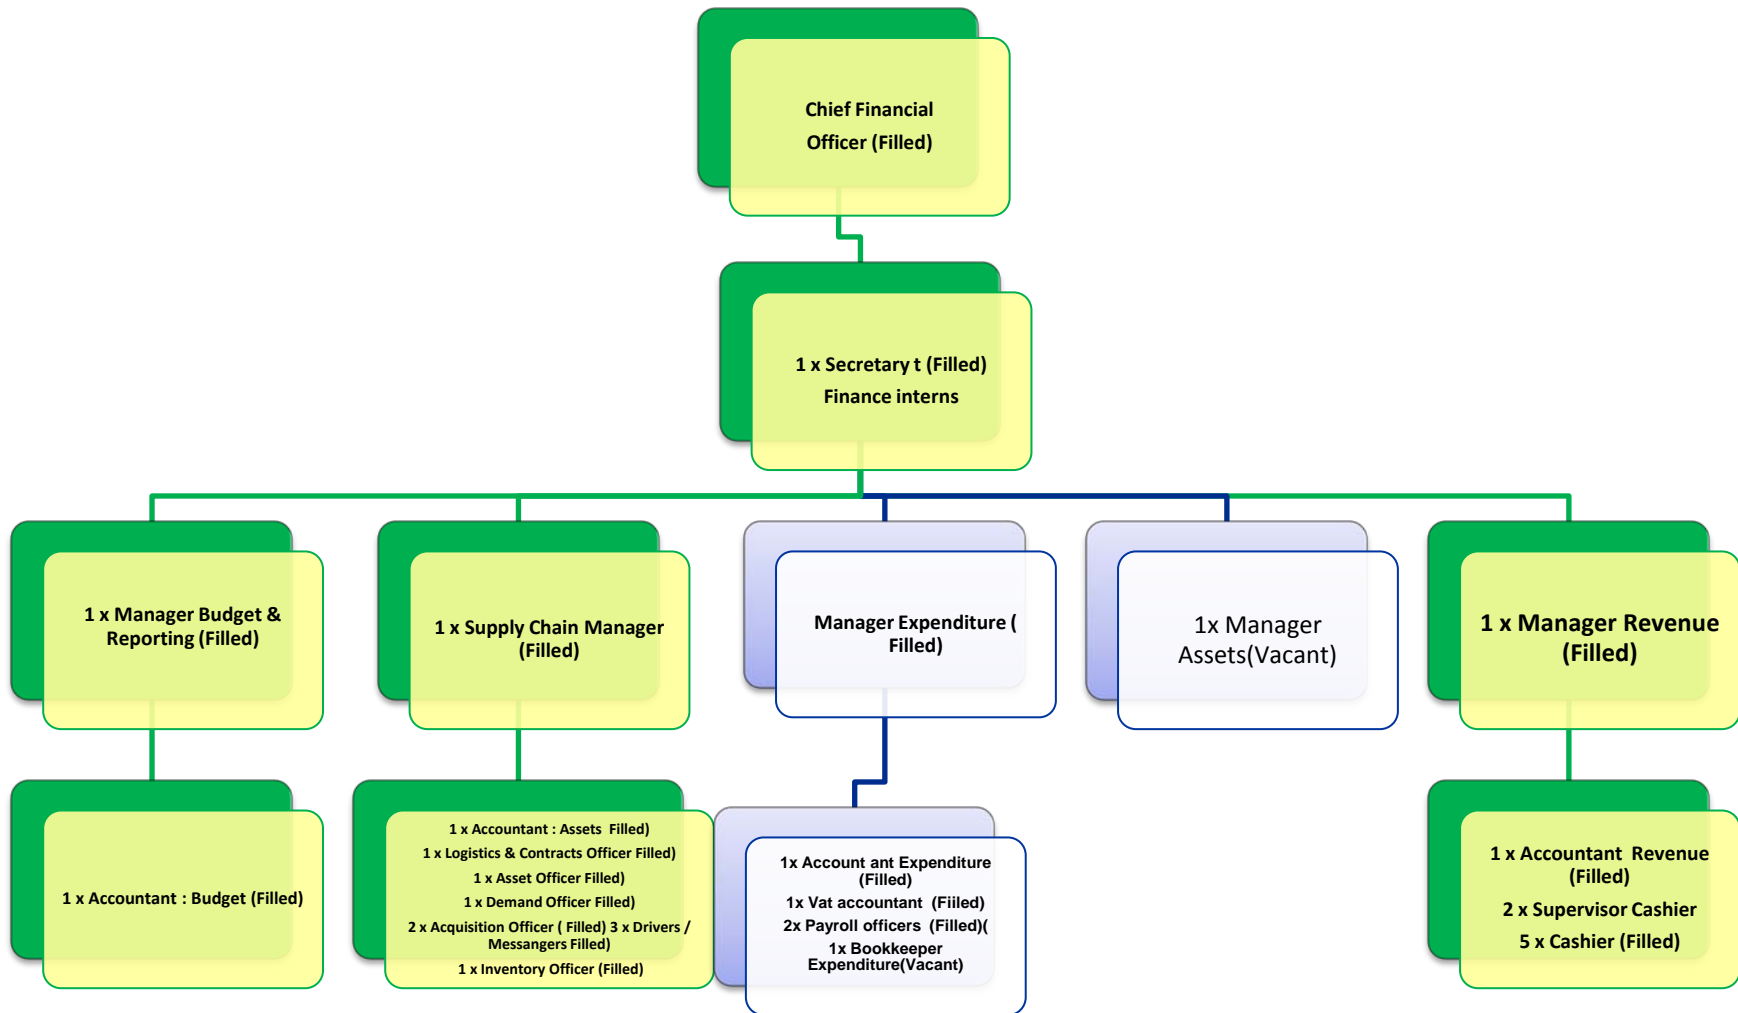 Chief Financial
Officer (Filled)
1 x Secretary t (Filled)
Finance interns
1 x Manager Budget &
Reporting (Filled)
1 x Supply Chain Manager
(Filled)
Manager Expenditure (
Filled)
1x Manager
Assets(Vacant)
1 x Manager Revenue
(Filled)
1 x Accountant : Budget (Filled)
1 x Accountant : Assets  Filled)
1 x Logistics & Contracts Officer Filled)
1 x Asset Officer Filled)
1 x Demand Officer Filled)
2 x Acquisition Officer ( Filled) 3 x Drivers /
Messangers Filled)
1 x Inventory Officer (Filled)
1x Account ant Expenditure
(Filled)
1x Vat accountant  (Fiiled)
2x Payroll officers  (Filled)(
1x Bookkeeper
Expenditure(Vacant)
1 x Accountant  Revenue
(Filled)
2 x Supervisor Cashier
5 x Cashier (Filled)